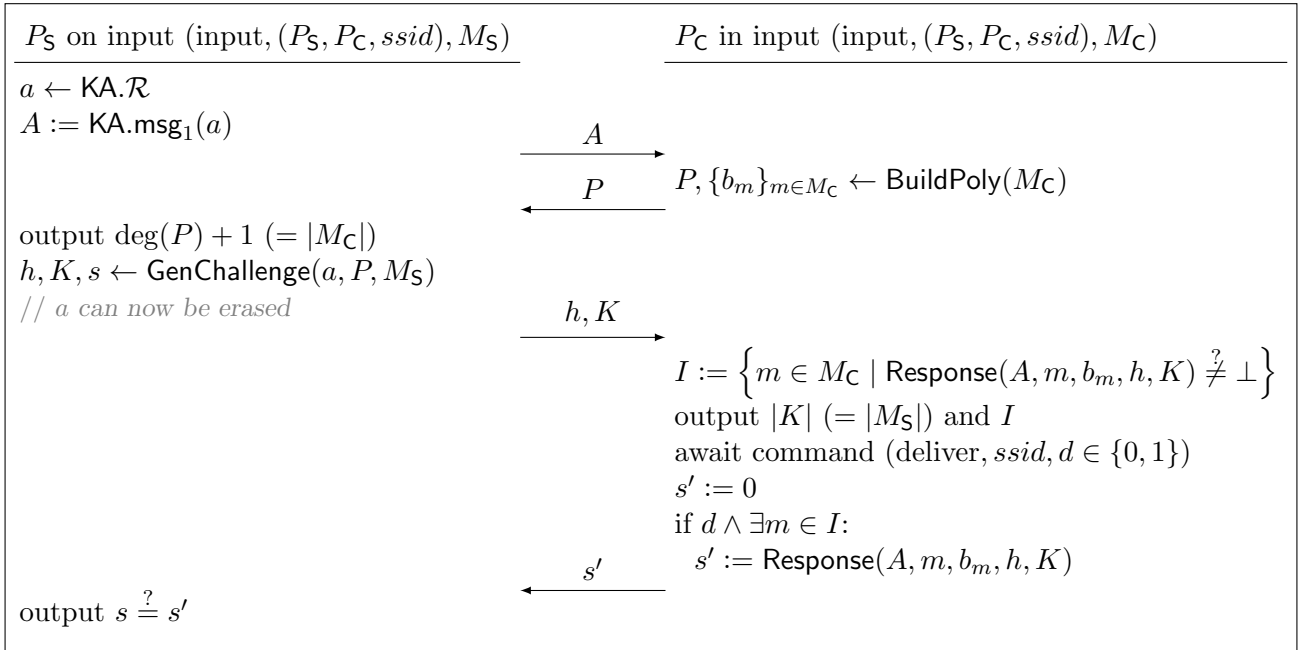 P_S on input (input, (P_S, P_C, ssid), M_S)
P_C in input (input, (P_S, P_C, ssid), M_C)
a ← KA.ℛ
A := KA.msg₁(a)
A
P, {b_m}_{m∈M_C} ← BuildPoly(M_C)
P
output deg(P) + 1 (= |M_C|)
h, K, s ← GenChallenge(a, P, M_S)
// a can now be erased
h, K
I := {m ∈ M_C | Response(A, m, b_m, h, K) ≠^? ⊥}
output |K| (= |M_S|) and I
await command (deliver, ssid, d ∈ {0, 1})
s′ := 0
if d ∧ ∃m ∈ I:
s′ := Response(A, m, b_m, h, K)
s′
output s =^? s′